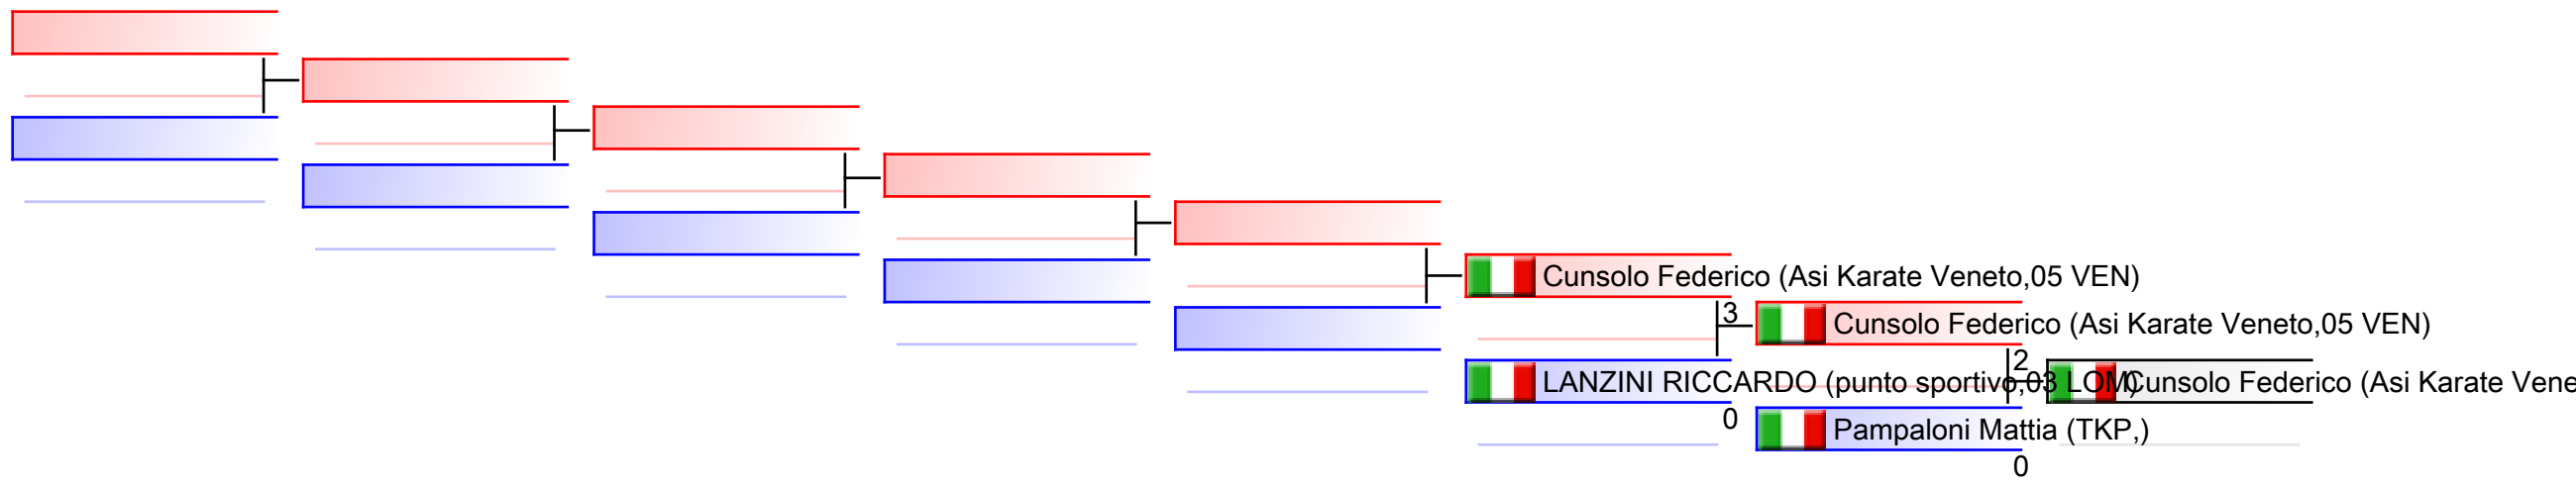 Cunsolo Federico (Asi Karate Veneto,05 VEN)
3
Cunsolo Federico (Asi Karate Veneto,05 VEN)
LANZINI RICCARDO (punto sportivo,03 LOM)
0
2
Cunsolo Federico (Asi Karate Vene
Pampaloni Mattia (TKP,)
0